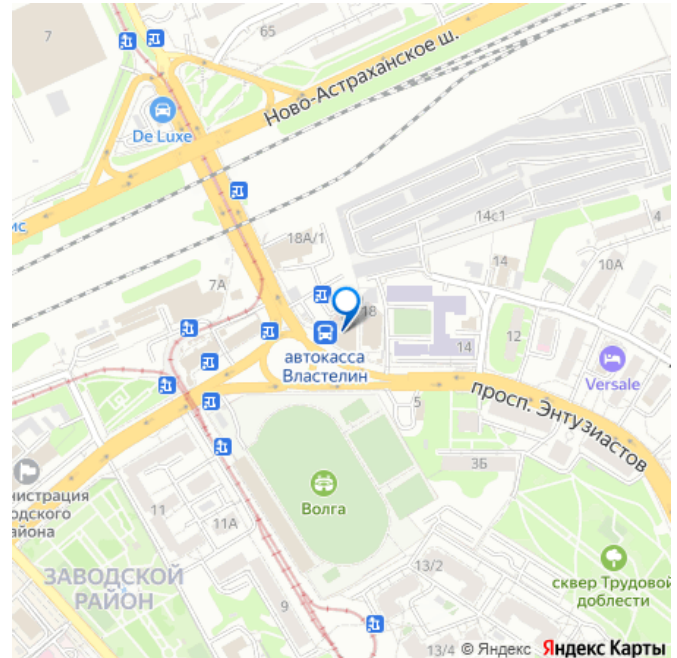 7
65
Ново-Астраханское ш.
De Luxe
ис
14с1
4
18А/1
14
10А
7А
18
автокасса
Властелин
14
12
Versale
5
просп. Энтузиастов
3Б
нистрация
одского
айона
11
11А
Волга
ЗАВОДСКОЙ
РАЙОН
9
13/2
сквер Трудовой
доблести
13/4
© Яндекс Яндекс Карты